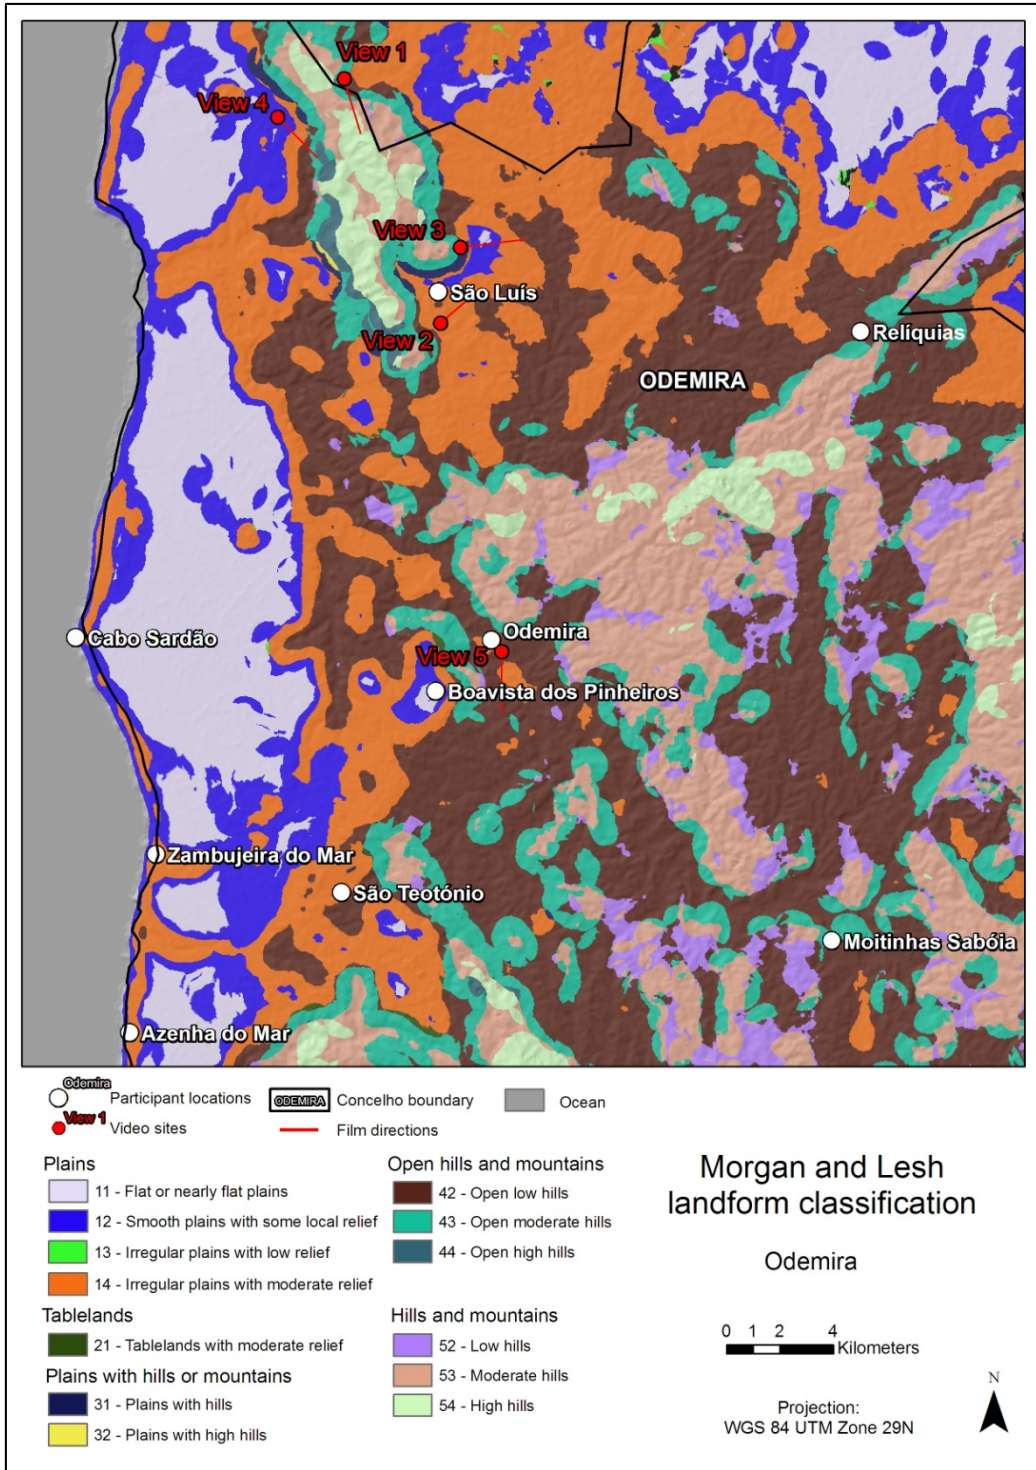 View 1
View 4
View 3
São Luís
View 2
Relíquias
ODEMIRA
Cabo Sardão
Odemira
View 5
Boavista dos Pinheiros
Zambujeira do Mar
São Teotónio
Moitinhas Sabóia
Azenha do Mar
Odemira
Participant locations
ODEMIRA
Concelho boundary
Ocean
View 1
Video sites
Film directions
Plains
11 - Flat or nearly flat plains
12 - Smooth plains with some local relief
13 - Irregular plains with low relief
14 - Irregular plains with moderate relief
Tablelands
21 - Tablelands with moderate relief
Plains with hills or mountains
31 - Plains with hills
32 - Plains with high hills
Open hills and mountains
42 - Open low hills
43 - Open moderate hills
44 - Open high hills
Hills and mountains
52 - Low hills
53 - Moderate hills
54 - High hills
Morgan and Lesh
landform classification
Odemira
0 1 2 4
Kilometers
N
Projection:
WGS 84 UTM Zone 29N